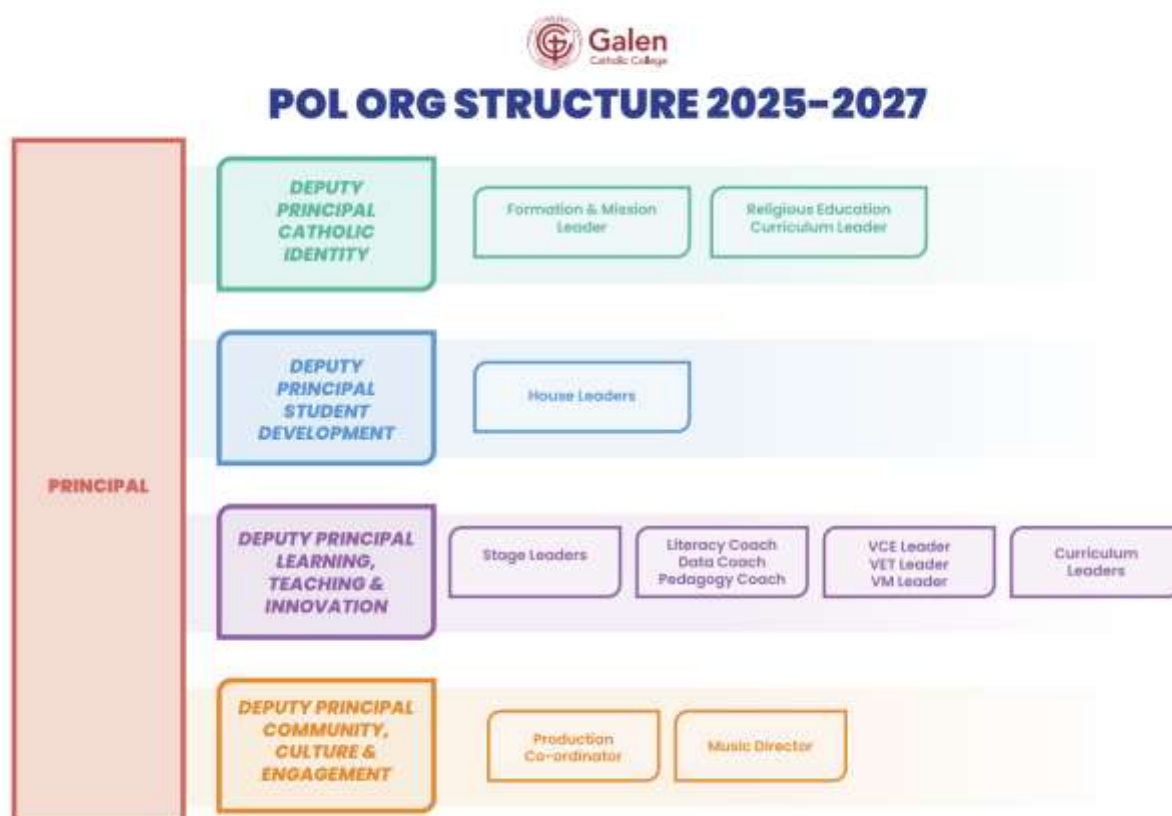 Galen
Catholic College
POL ORG STRUCTURE 2025-2027
PRINCIPAL
DEPUTY
PRINCIPAL
CATHOLIC
IDENTITY
Formation & Mission
Leader
Religious Education
Curriculum Leader
DEPUTY
PRINCIPAL
STUDENT
DEVELOPMENT
House Leaders
DEPUTY PRINCIPAL
LEARNING,
TEACHING &
INNOVATION
Stage Leaders
Literacy Coach
Data Coach
Pedagogy Coach
VCE Leader
VET Leader
VM Leader
Curriculum
Leaders
DEPUTY PRINCIPAL
COMMUNITY,
CULTURE &
ENGAGEMENT
Production
Co-ordinator
Music Director